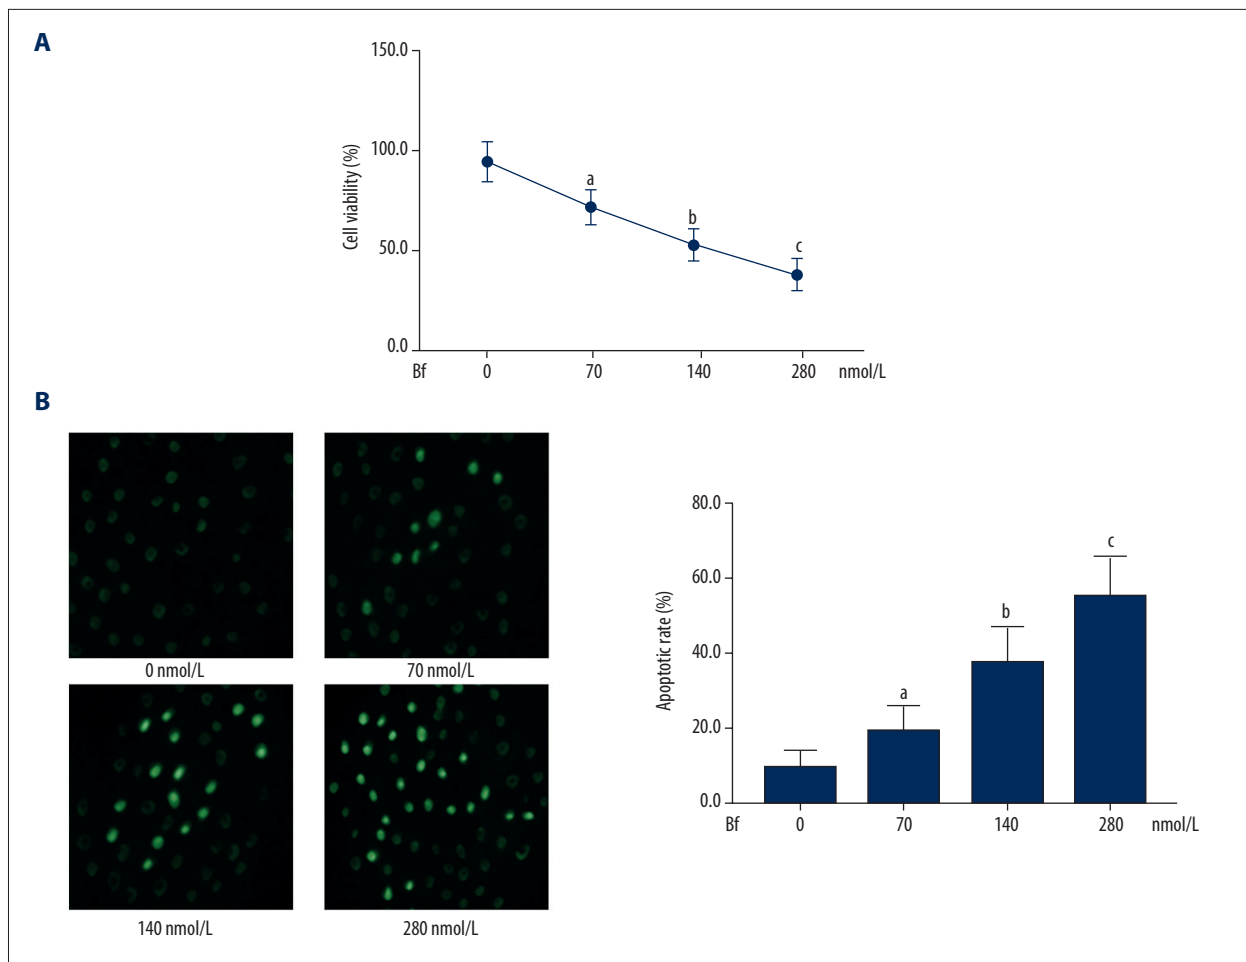 A
150.0
100.0
50.0
0.0
Cell viability (%)
a
b
c
Bf 0 70 140 280 nmol/L
B
0 nmol/L
70 nmol/L
140 nmol/L
280 nmol/L
80.0
60.0
40.0
20.0
0.0
Apoptotic rate (%)
a
b
c
Bf 0 70 140 280 nmol/L